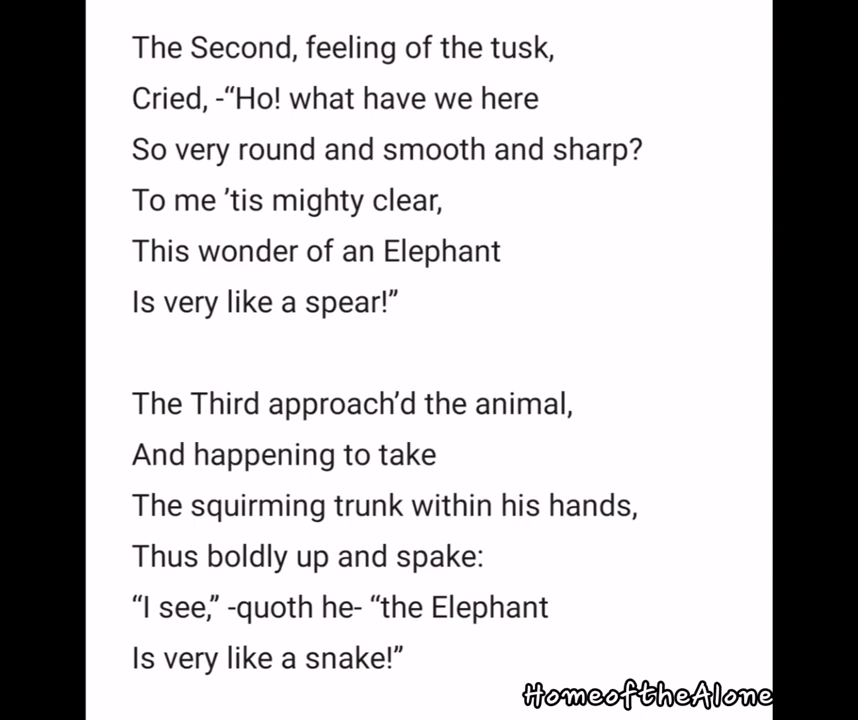 The Second, feeling of the tusk,
Cried, -“Ho! what have we here
So very round and smooth and sharp?
To me ’tis mighty clear,
This wonder of an Elephant
Is very like a spear!”
The Third approach’d the animal,
And happening to take
The squirming trunk within his hands,
Thus boldly up and spake:
“I see,” -quoth he- “the Elephant
Is very like a snake!”
HomeoftheAlone